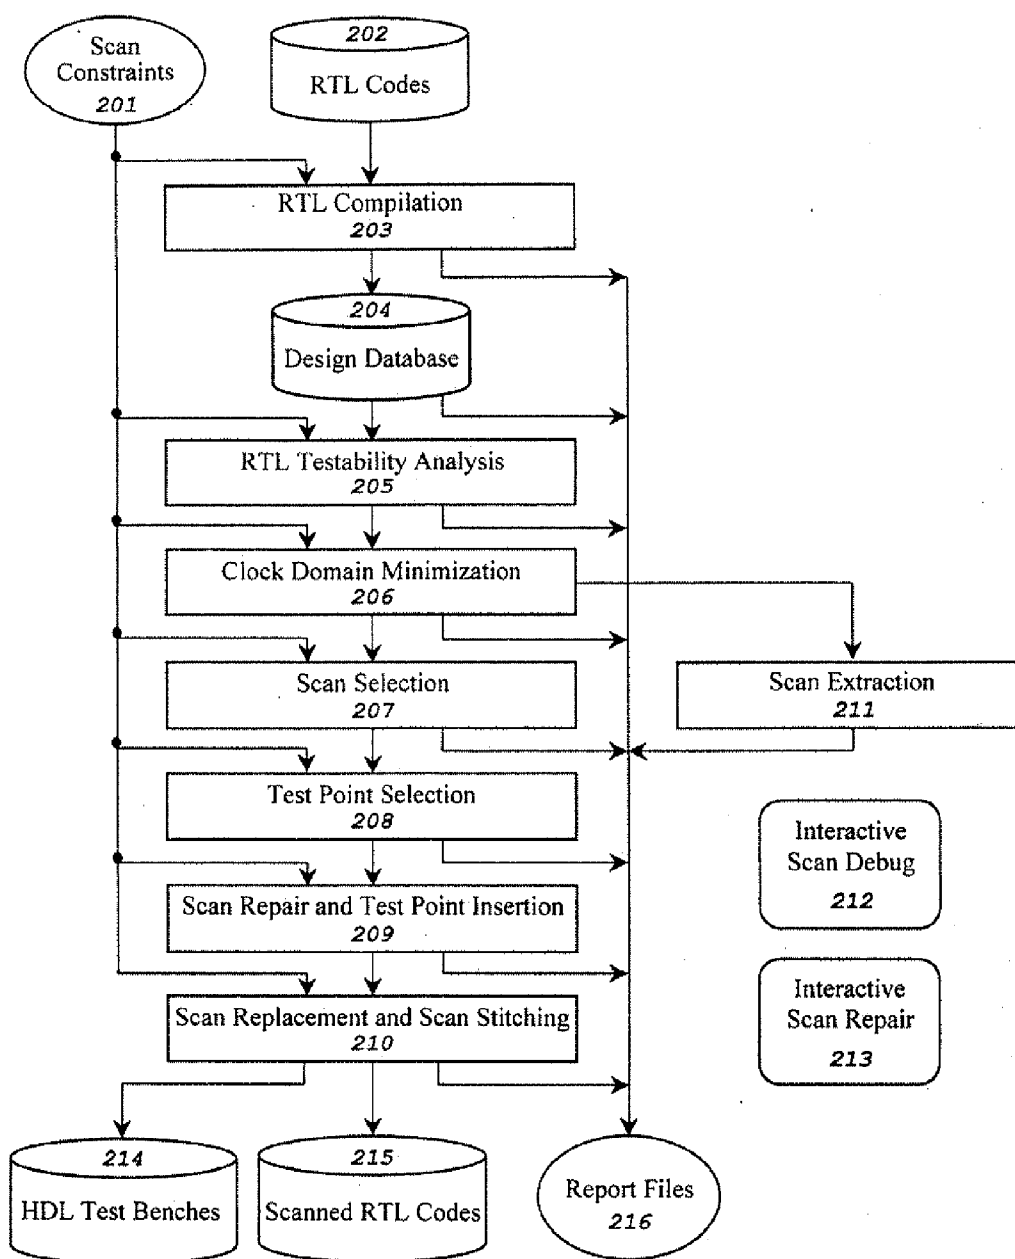 Scan
Constraints
201
202
RTL Codes
RTL Compilation
203
204
Design Database
RTL Testability Analysis
205
Clock Domain Minimization
206
Scan Selection
207
Scan Extraction
211
Test Point Selection
208
Interactive
Scan Debug
212
Scan Repair and Test Point Insertion
209
Interactive
Scan Repair
213
Scan Replacement and Scan Stitching
210
214
HDL Test Benches
215
Scanned RTL Codes
Report Files
216